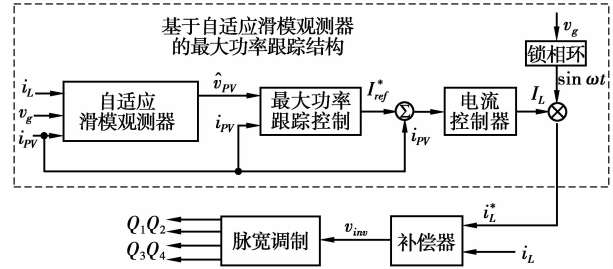 基于自适应滑模观测器
的最大功率跟踪结构
v_g
锁相环
sin ωt
i_L
v_g
i_PV
自适应
滑模观测器
v̂_PV
i_PV
最大功率
跟踪控制
I*_ref
Σ
i_PV
电流
控制器
I_L
i*_L
i_L
补偿器
v_inv
脉宽调制
Q₁Q₂
Q₃Q₄